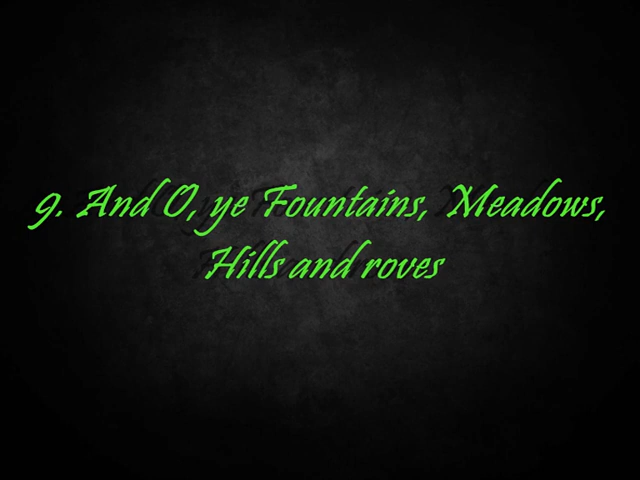 9. And O, ye Fountains, Meadows,
Hills and roves